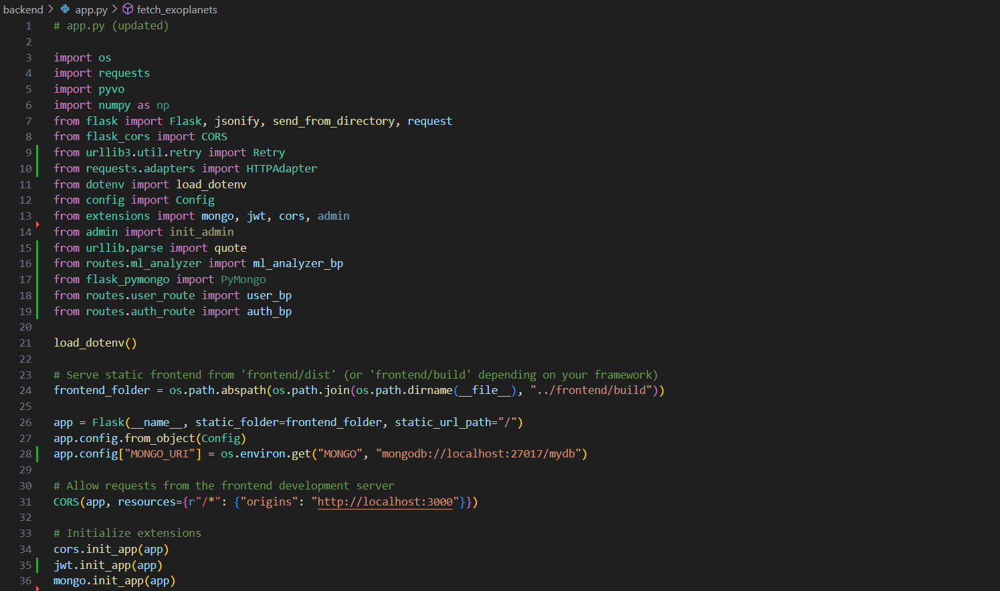 backend > app.py > fetch_exoplanets
1 # app.py (updated)
2
3 import os
4 import requests
5 import pyvo
6 import numpy as np
7 from flask import Flask, jsonify, send_from_directory, request
8 from flask_cors import CORS
9 from urllib3.util.retry import Retry
10 from requests.adapters import HTTPAdapter
11 from dotenv import load_dotenv
12 from config import Config
13 from extensions import mongo, jwt, cors, admin
14 from admin import init_admin
15 from urllib.parse import quote
16 from routes.ml_analyzer import ml_analyzer_bp
17 from flask_pymongo import PyMongo
18 from routes.user_route import user_bp
19 from routes.auth_route import auth_bp
20
21 load_dotenv()
22
23 # Serve static frontend from 'frontend/dist' (or 'frontend/build' depending on your framework)
24 frontend_folder = os.path.abspath(os.path.join(os.path.dirname(__file__), "../frontend/build"))
25
26 app = Flask(__name__, static_folder=frontend_folder, static_url_path="/")
27 app.config.from_object(Config)
28 app.config["MONGO_URI"] = os.environ.get("MONGO", "mongodb://localhost:27017/mydb")
29
30 # Allow requests from the frontend development server
31 CORS(app, resources={r"/*": {"origins": "http://localhost:3000"}})
32
33 # Initialize extensions
34 cors.init_app(app)
35 jwt.init_app(app)
36 mongo.init_app(app)